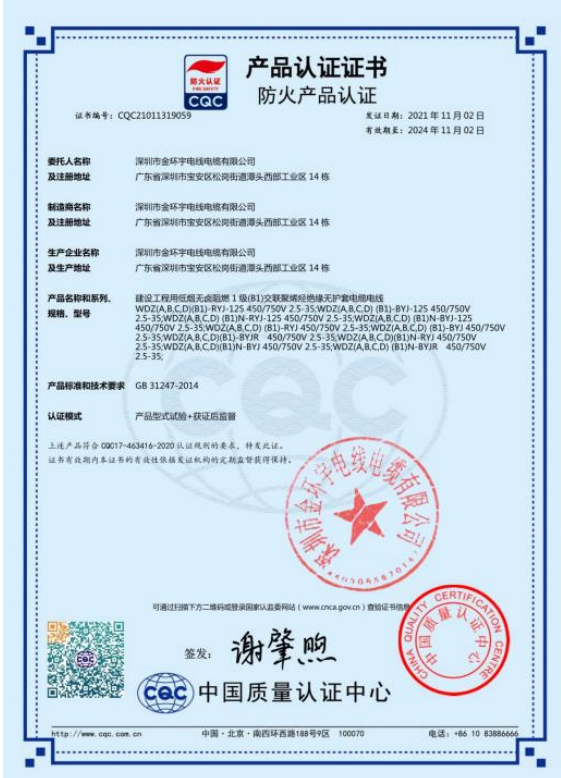 防火认证
FIRE SAFETY
CQC
产品认证证书
防火产品认证
证书编号：CQC21011319059
发证日期：2021年11月02日
有效期至：2024年11月02日
委托人名称 深圳市金环宇电线电缆有限公司
及注册地址 广东省深圳市宝安区松岗街道潭头西部工业区 14 栋
制造商名称 深圳市金环宇电线电缆有限公司
及注册地址 广东省深圳市宝安区松岗街道潭头西部工业区 14 栋
生产企业名称 深圳市金环宇电线电缆有限公司
及生产地址 广东省深圳市宝安区松岗街道潭头西部工业区 14 栋
产品名称和系列、 建设工程用低烟无卤阻燃 1 级(B1)交联聚烯烃绝缘无护套电缆电线
规格、型号 WDZ(A,B,C,D)(B1)-RYJ-125 450/750V 2.5-35;WDZ(A,B,C,D) (B1)-BYJ-125 450/750V
2.5-35;WDZ(A,B,C,D) (B1)N-RYJ-125 450/750V 2.5-35;WDZ(A,B,C,D) (B1)N-BYJ-125
450/750V 2.5-35;WDZ(A,B,C,D) (B1)-RYJ 450/750V 2.5-35;WDZ(A,B,C,D) (B1)-BYJ 450/750V
2.5-35;WDZ(A,B,C,D)(B1)-BYJR 450/750V 2.5-35;WDZ(A,B,C,D)(B1)N-RYJ 450/750V
2.5-35;WDZ(A,B,C,D)(B1)N-BYJ 450/750V 2.5-35;WDZ(A,B,C,D) (B1)N-BYJR 450/750V
2.5-35;
产品标准和技术要求 GB 31247-2014
认证模式 产品型式试验+获证后监督
上述产品符合 CQC17-463416-2020 认证规则的要求，特发此证。
证书有效期内本证书的有效性依据发证机构的定期监督获得保持。
深圳市金环宇电线电缆有限公司
可通过扫描下方二维码或登录国家认监委网站（www.cnca.gov.cn）查验证书信息
CHINA QUALITY CERTIFICATION CENTRE
中国质量认证中心
CQC
签发：谢肇煦
CQC 中国质量认证中心
http://www.cqc.com.cn 中国·北京·南四环西路188号9区 100070 电话：+86 10 83886666